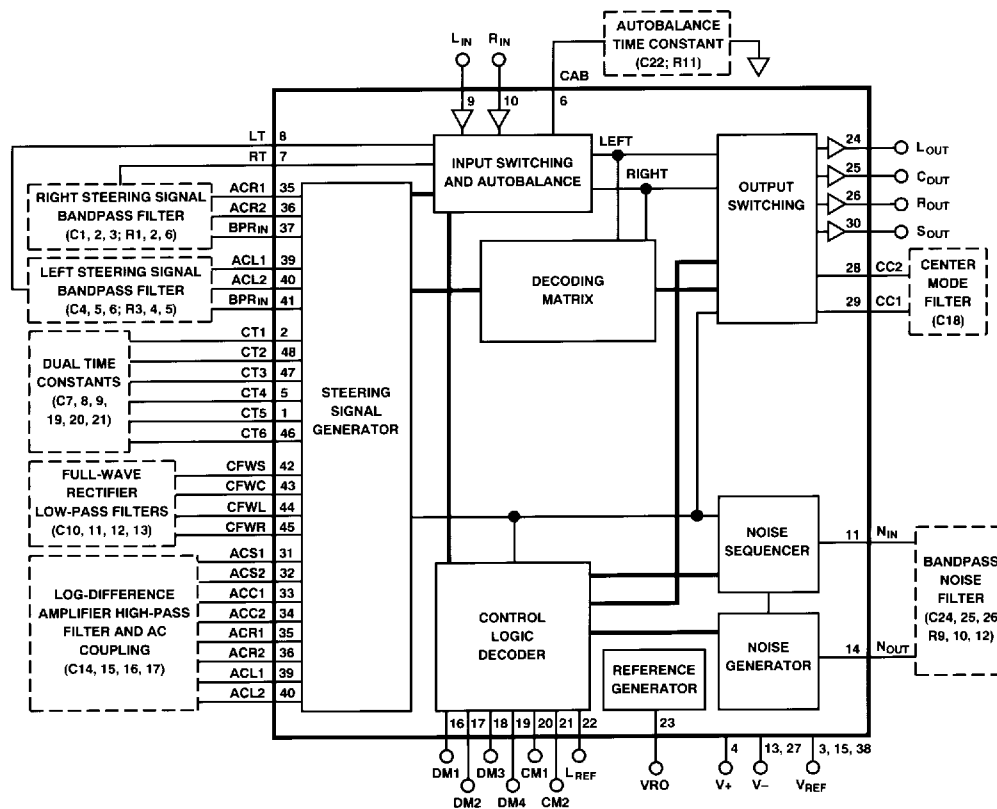 AUTOBALANCE
TIME CONSTANT
(C22; R11)
LIN RIN
CAB
9 10 6
LT 8
RT 7
INPUT SWITCHING
AND AUTOBALANCE
LEFT
RIGHT
OUTPUT
SWITCHING
24 LOUT
25 COUT
26 ROUT
30 SOUT
28 CC2
29 CC1
CENTER
MODE
FILTER
(C18)
RIGHT STEERING SIGNAL
BANDPASS FILTER
(C1, 2, 3; R1, 2, 6)
ACR1 35
ACR2 36
BPRIN 37
LEFT STEERING SIGNAL
BANDPASS FILTER
(C4, 5, 6; R3, 4, 5)
ACL1 39
ACL2 40
BPRIN 41
DECODING
MATRIX
DUAL TIME
CONSTANTS
(C7, 8, 9,
19, 20, 21)
CT1 2
CT2 48
CT3 47
CT4 5
CT5 1
CT6 46
STEERING
SIGNAL
GENERATOR
FULL-WAVE
RECTIFIER
LOW-PASS FILTERS
(C10, 11, 12, 13)
CFWS 42
CFWC 43
CFWL 44
CFWR 45
LOG-DIFFERENCE
AMPLIFIER HIGH-PASS
FILTER AND AC
COUPLING
(C14, 15, 16, 17)
ACS1 31
ACS2 32
ACC1 33
ACC2 34
ACR1 35
ACR2 36
ACL1 39
ACL2 40
CONTROL
LOGIC
DECODER
NOISE
SEQUENCER
11 NIN
NOISE
GENERATOR
14 NOUT
BANDPASS
NOISE
FILTER
(C24, 25, 26
R9, 10, 12)
REFERENCE
GENERATOR
16 17 18 19 20 21 22 23
4 13, 27 3, 15, 38
DM1 DM3 CM1 LREF VRO V+ V– VREF
DM2 DM4 CM2